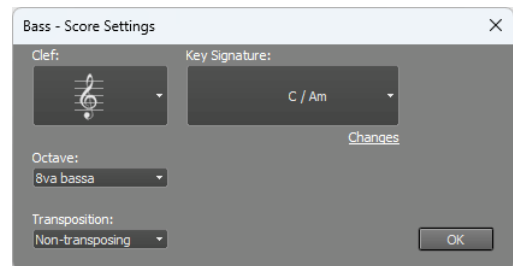 Bass - Score Settings
Clef:
Key Signature:
C / Am
Changes
Octave:
8va bassa
Transposition:
Non-transposing
OK